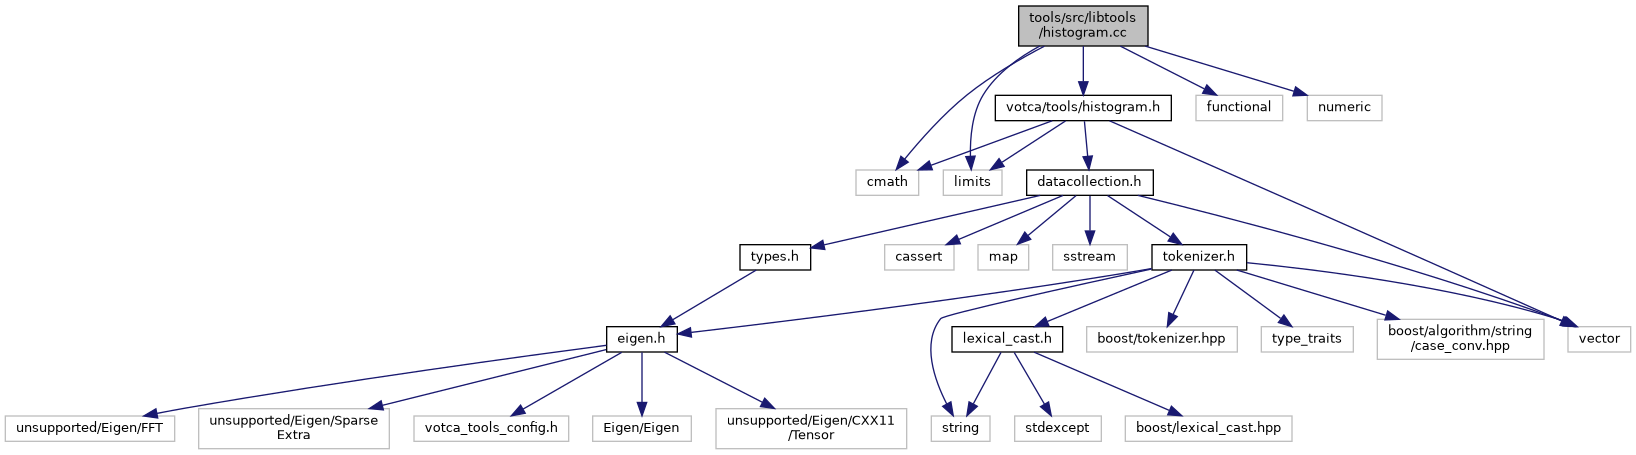 tools/src/libtools
/histogram.cc
votca/tools/histogram.h
functional
numeric
cmath
limits
datacollection.h
types.h
cassert
map
sstream
tokenizer.h
eigen.h
lexical_cast.h
boost/tokenizer.hpp
type_traits
boost/algorithm/string
/case_conv.hpp
vector
unsupported/Eigen/FFT
unsupported/Eigen/Sparse
Extra
votca_tools_config.h
Eigen/Eigen
unsupported/Eigen/CXX11
/Tensor
string
stdexcept
boost/lexical_cast.hpp